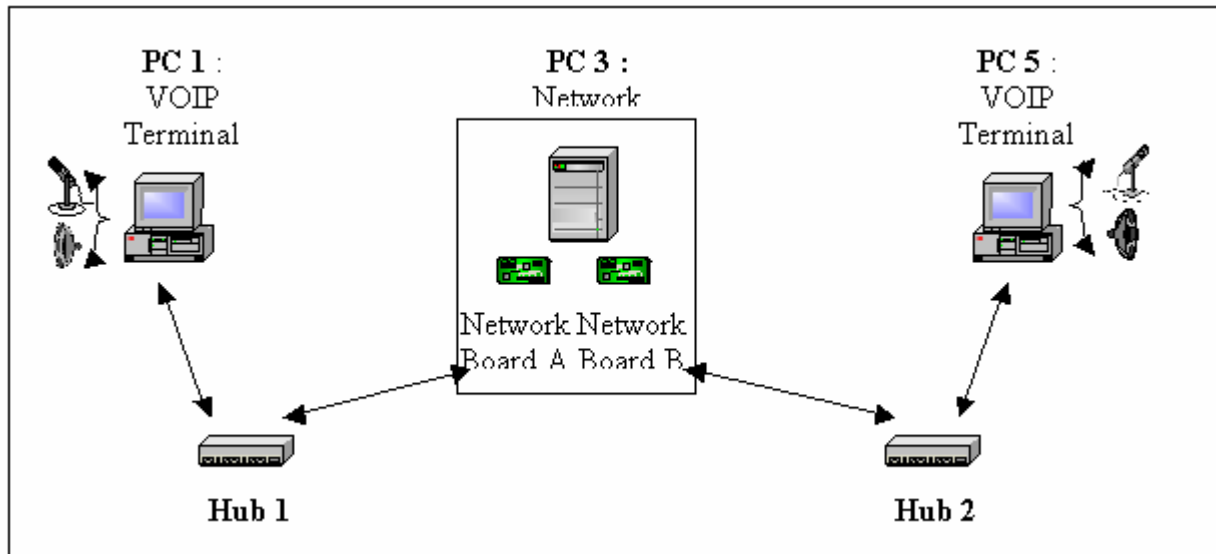 PC 1 :
VOIP
Terminal
PC 3 :
Network
Network Network
Board A Board B
PC 5 :
VOIP
Terminal
Hub 1
Hub 2